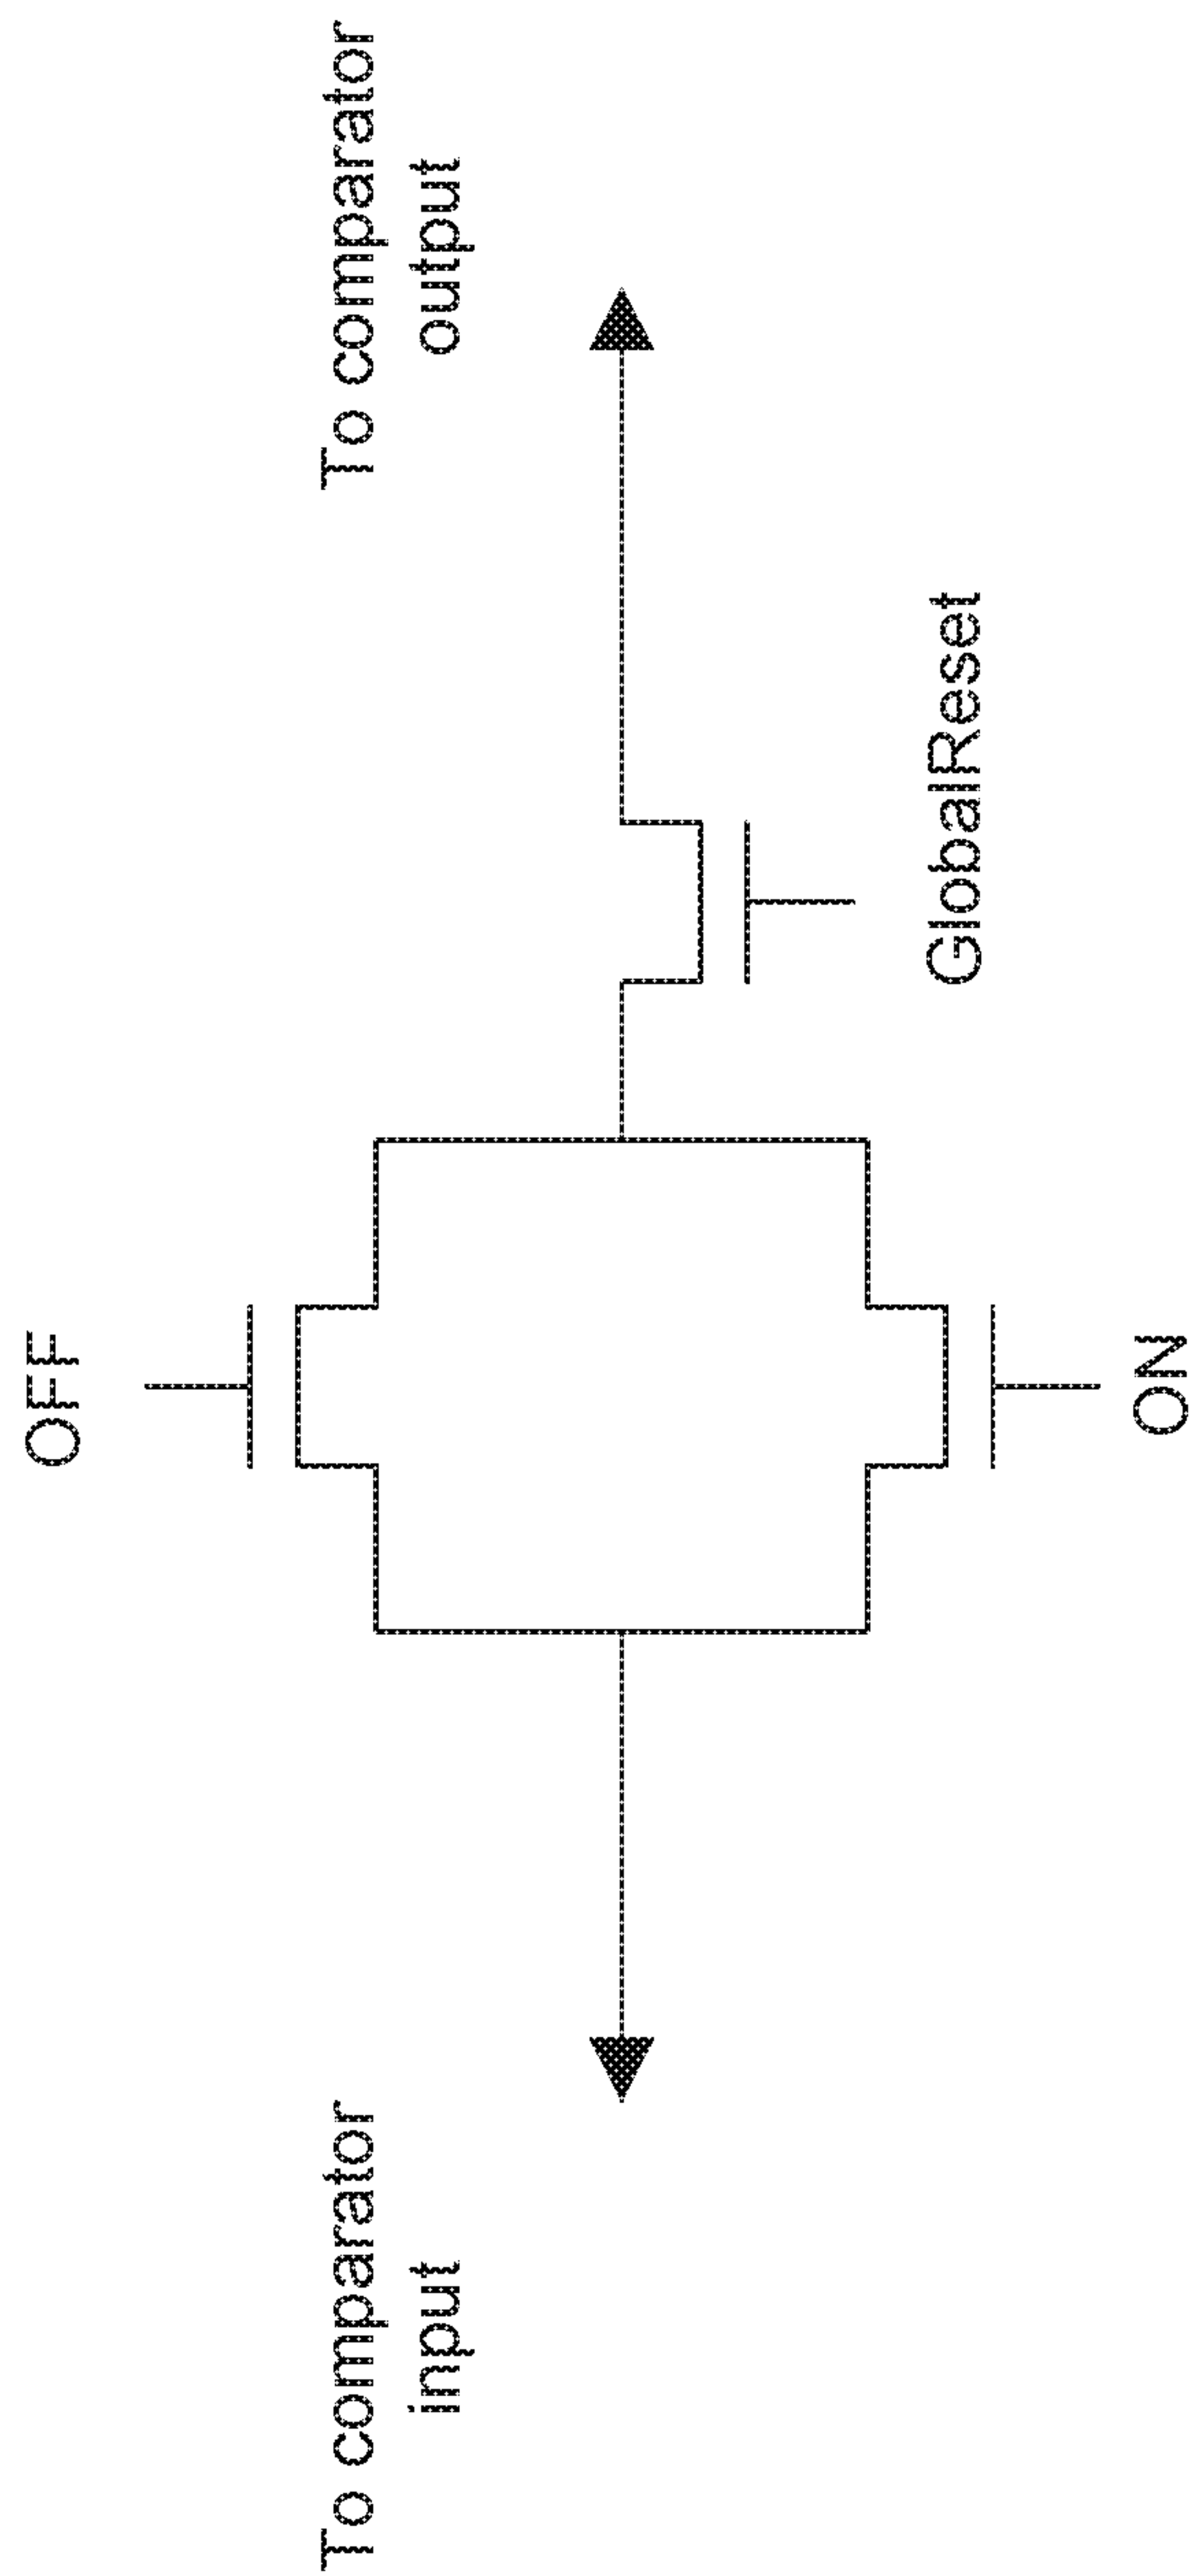 OFF
To comparator
input
To comparator
output
GlobalReset
ON